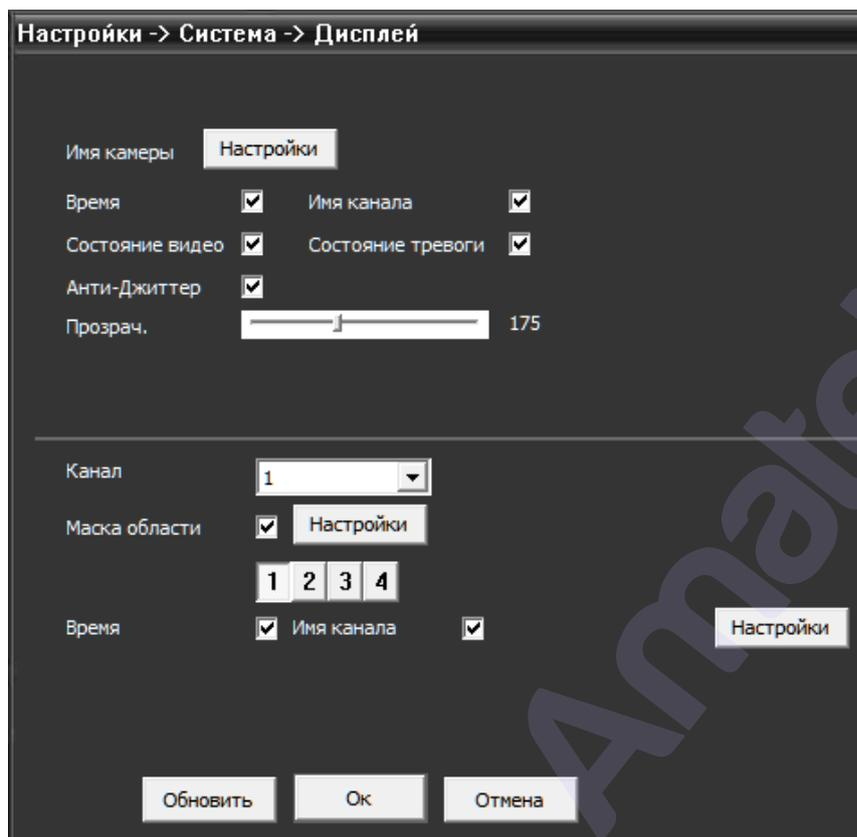 Настройки -> Система -> Дисплей
Имя камеры Настройки
Время Имя канала
Состояние видео Состояние тревоги
Анти-Джиттер
Прозрач. 175
Канал 1
Маска области Настройки
1 2 3 4
Время Имя канала Настройки
Обновить Ок Отмена